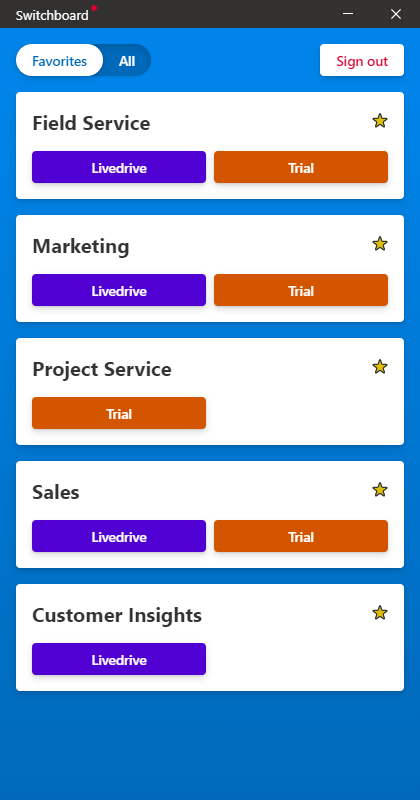 Switchboard
Favorites All Sign out
Field Service
Livedrive Trial
Marketing
Livedrive Trial
Project Service
Trial
Sales
Livedrive Trial
Customer Insights
Livedrive